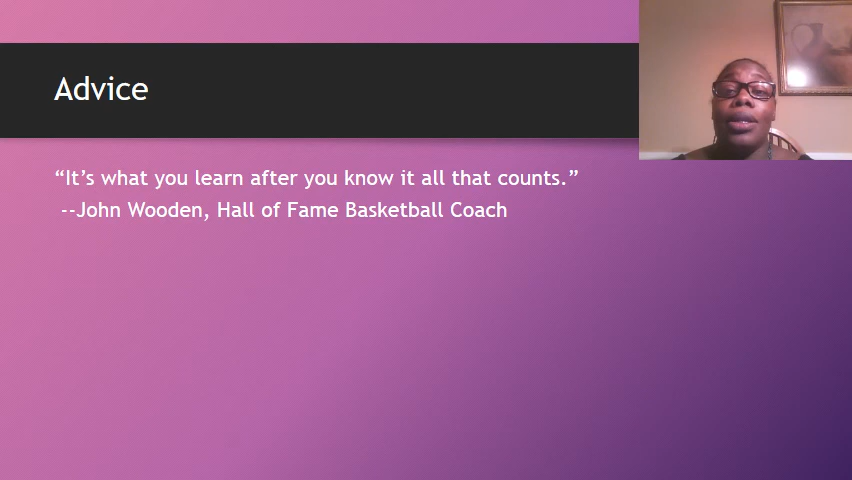 Advice
“It’s what you learn after you know it all that counts.”
--John Wooden, Hall of Fame Basketball Coach